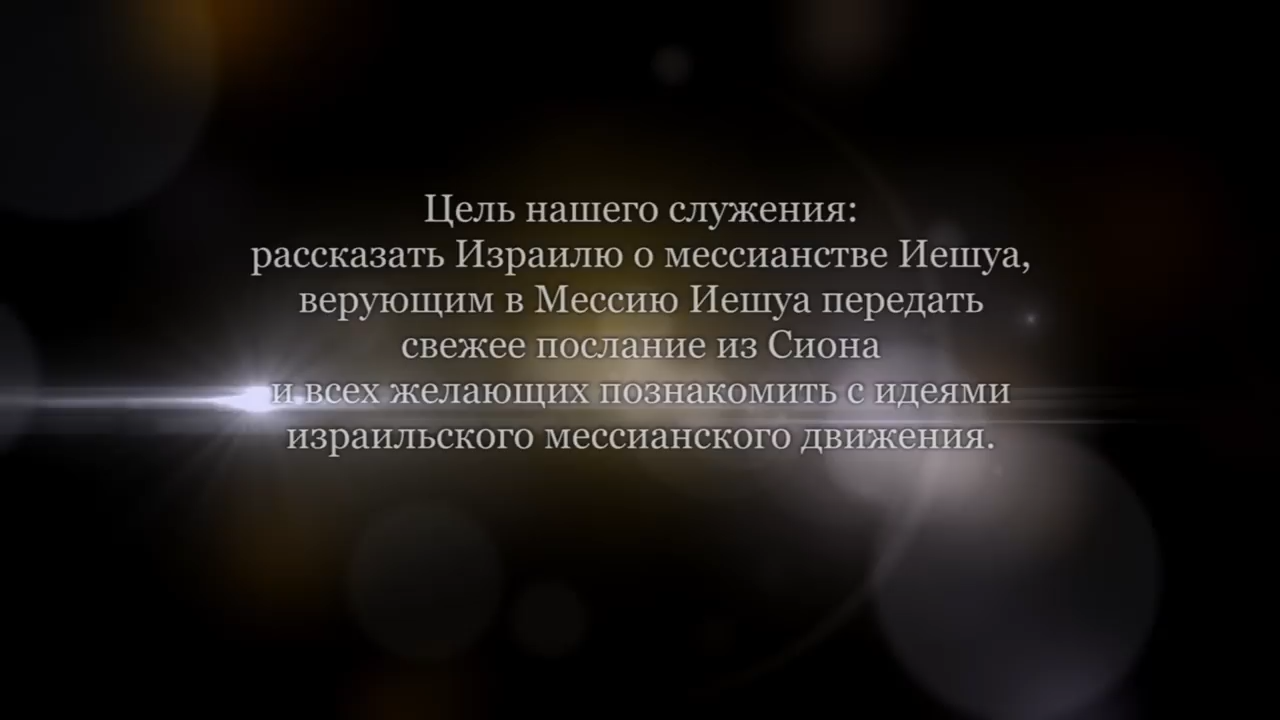 Цель нашего служения:
рассказать Израилю о мессианстве Иешуа,
верующим в Мессию Иешуа передать
свежее послание из Сиона
и всех желающих познакомить с идеями
израильского мессианского движения.